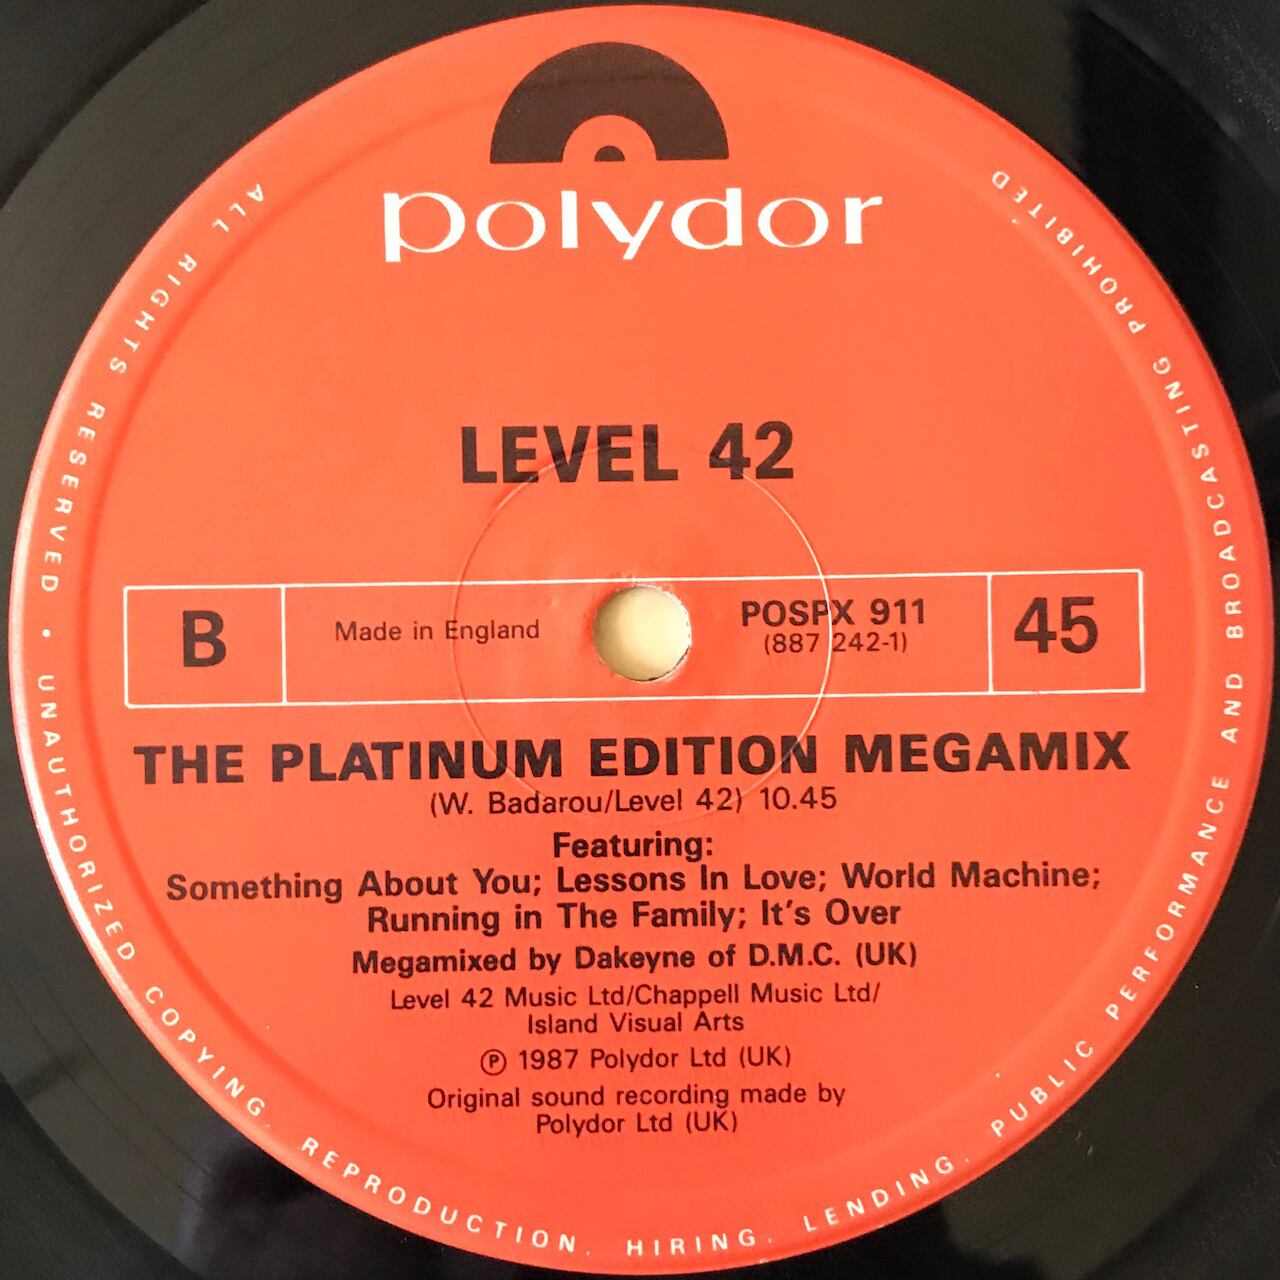 polydor
LEVEL 42
B
Made in England
POSPX 911
(887 242-1)
45
THE PLATINUM EDITION MEGAMIX
(W. Badarou/Level 42) 10.45
Featuring:
Something About You; Lessons In Love; World Machine;
Running in The Family; It's Over
Megamixed by Dakeyne of D.M.C. (UK)
Level 42 Music Ltd/Chappell Music Ltd/
Island Visual Arts
Ⓟ 1987 Polydor Ltd (UK)
Original sound recording made by
Polydor Ltd (UK)
ALL RIGHTS RESERVED • UNAUTHORIZED COPYING. REPRODUCTION. HIRING. LENDING. PUBLIC PERFORMANCE AND BROADCASTING PROHIBITED